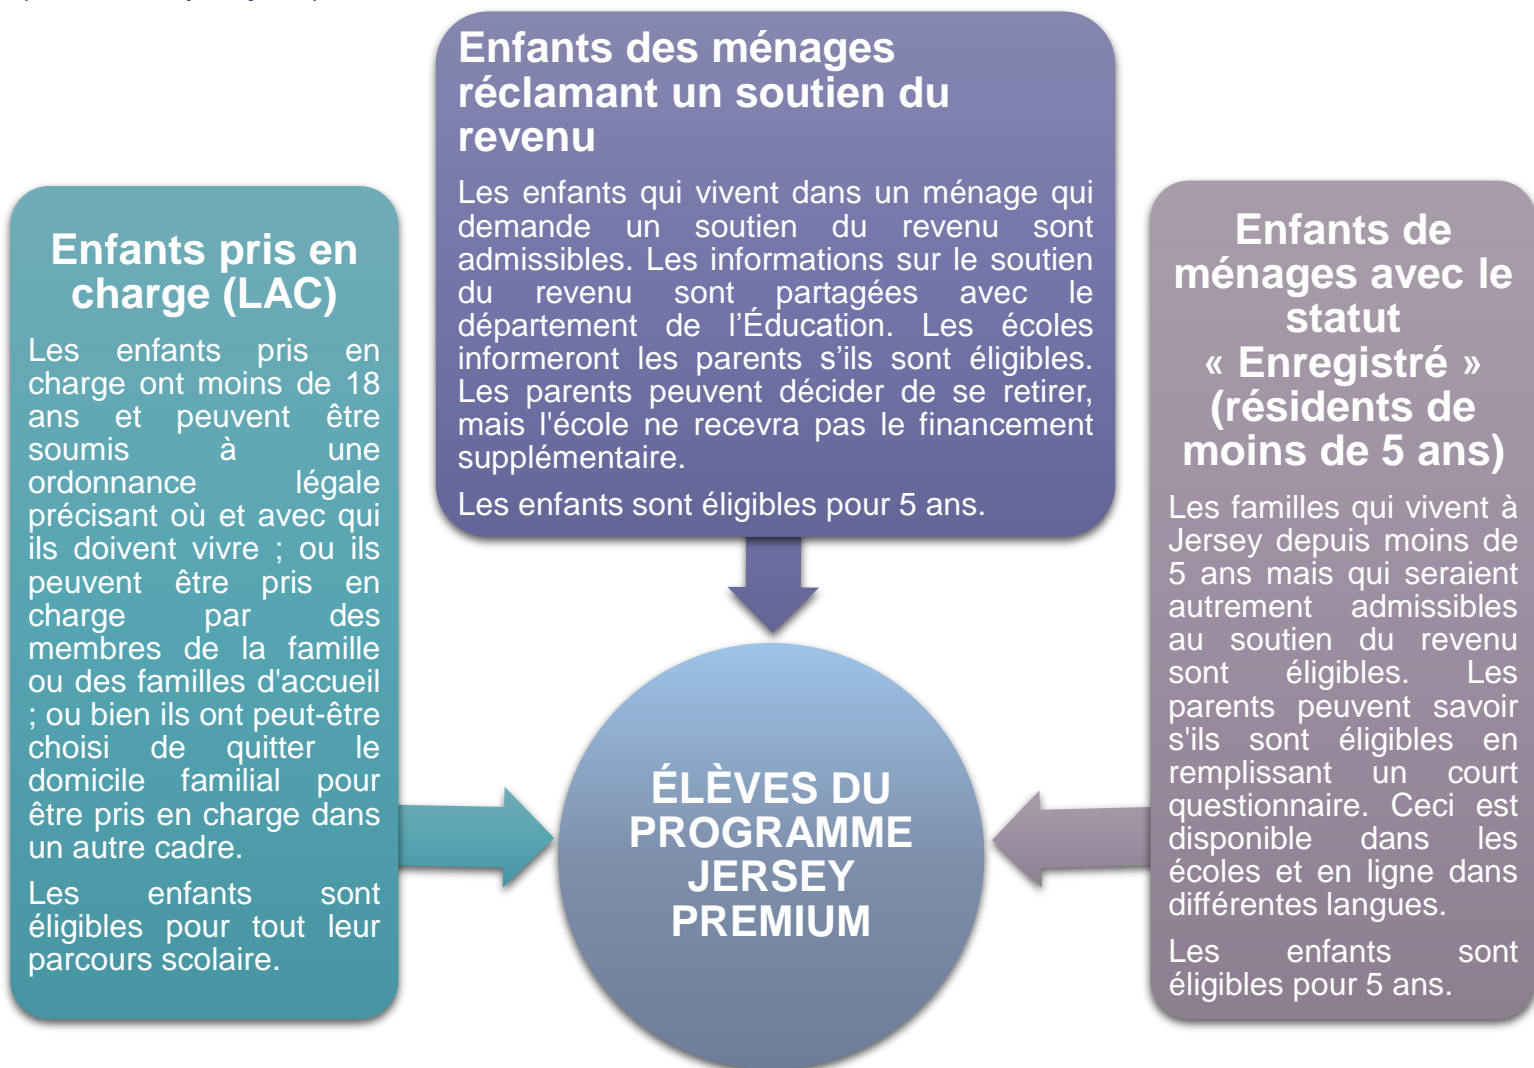 Enfants des ménages
réclamant un soutien du
revenu
Les enfants qui vivent dans un ménage qui
demande un soutien du revenu sont
admissibles. Les informations sur le soutien
du revenu sont partagées avec le
département de l’Éducation. Les écoles
informeront les parents s’ils sont éligibles.
Les parents peuvent décider de se retirer,
mais l'école ne recevra pas le financement
supplémentaire.
Les enfants sont éligibles pour 5 ans.
Enfants pris en
charge (LAC)
Les enfants pris en
charge ont moins de 18
ans et peuvent être
soumis à une
ordonnance légale
précisant où et avec qui
ils doivent vivre ; ou ils
peuvent être pris en
charge par des
membres de la famille
ou des familles d'accueil
; ou bien ils ont peut-être
choisi de quitter le
domicile familial pour
être pris en charge dans
un autre cadre.
Les enfants sont
éligibles pour tout leur
parcours scolaire.
Enfants de
ménages avec le
statut
« Enregistré »
(résidents de
moins de 5 ans)
Les familles qui vivent à
Jersey depuis moins de
5 ans mais qui seraient
autrement admissibles
au soutien du revenu
sont éligibles. Les
parents peuvent savoir
s'ils sont éligibles en
remplissant un court
questionnaire. Ceci est
disponible dans les
écoles et en ligne dans
différentes langues.
Les enfants sont
éligibles pour 5 ans.
ÉLÈVES DU
PROGRAMME
JERSEY
PREMIUM